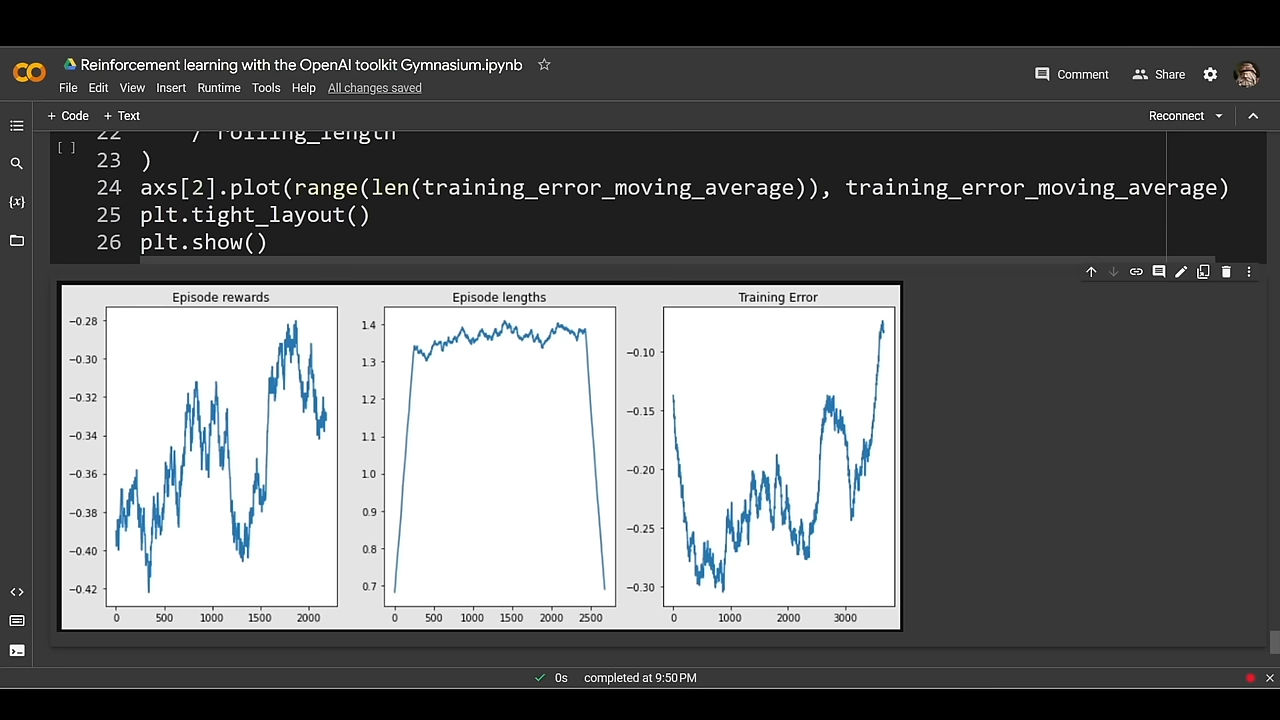 Reinforcement learning with the OpenAI toolkit Gymnasium.ipynb
File Edit View Insert Runtime Tools Help All changes saved
Comment Share
+ Code + Text
Reconnect
22 / rolling_length
[ ] 23 )
24 axs[2].plot(range(len(training_error_moving_average)), training_error_moving_average)
25 plt.tight_layout()
26 plt.show()
Episode rewards
−0.28
−0.30
−0.32
−0.34
−0.36
−0.38
−0.40
−0.42
0 500 1000 1500 2000
Episode lengths
1.4
1.3
1.2
1.1
1.0
0.9
0.8
0.7
0 500 1000 1500 2000 2500
Training Error
−0.10
−0.15
−0.20
−0.25
−0.30
0 1000 2000 3000
0s completed at 9:50 PM